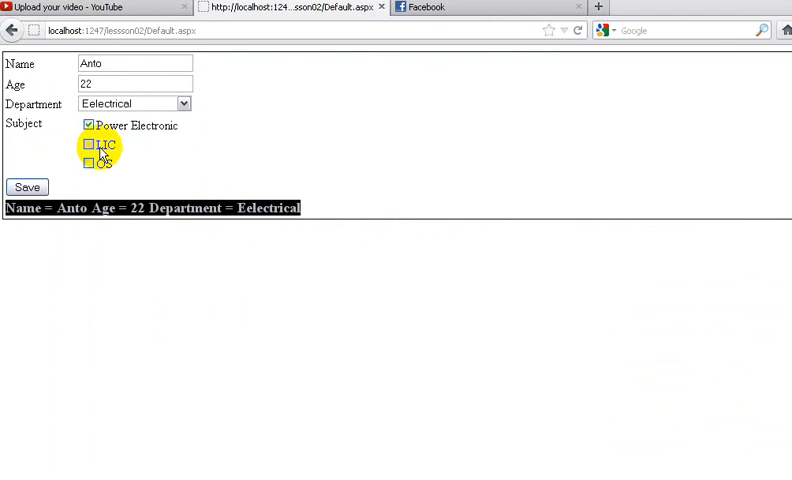 Upload your video - YouTube
http://localhost:124...sson02/Default.aspx
Facebook
localhost:1247/lessson02/Default.aspx
Google
Name Anto
Age 22
Department Eelectrical
Subject Power Electronic
LIC
OS
Save
Name = Anto Age = 22 Department = Eelectrical